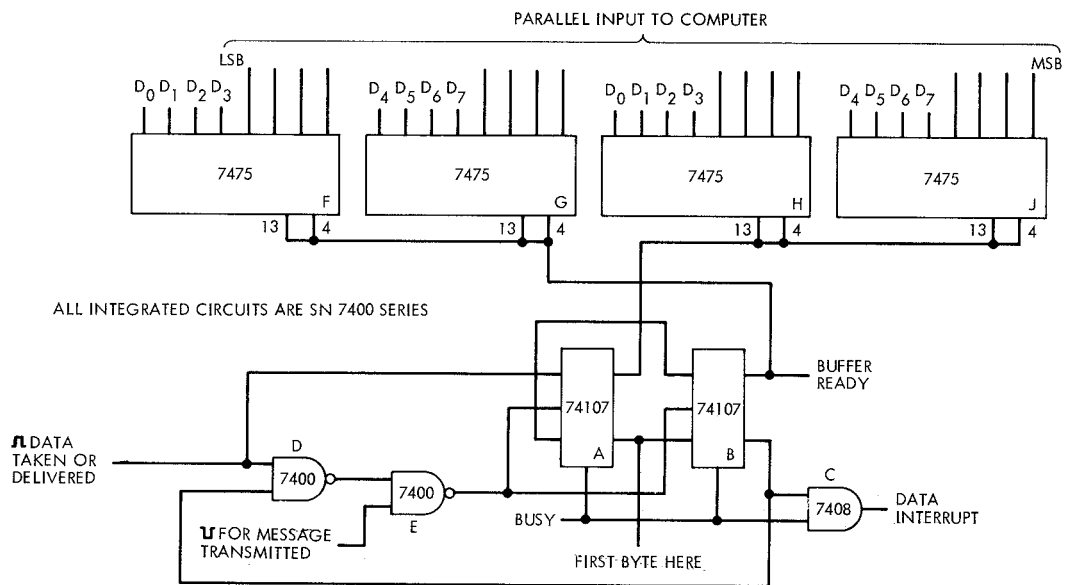 PARALLEL INPUT TO COMPUTER
LSB MSB
D0 D1 D2 D3 D4 D5 D6 D7 D0 D1 D2 D3 D4 D5 D6 D7
7475 7475 7475 7475
F G H J
13 4 13 4 13 4 13 4
ALL INTEGRATED CIRCUITS ARE SN 7400 SERIES
BUFFER
READY
74107 74107
A B
DATA
TAKEN OR
DELIVERED
D
7400
7400
E
C
7408
DATA
INTERRUPT
BUSY
FOR MESSAGE
TRANSMITTED
FIRST BYTE HERE